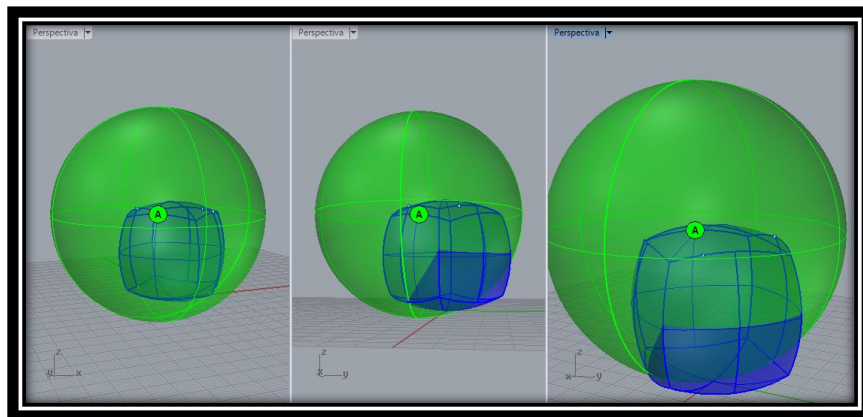 Perspectiva
Perspectiva
Perspectiva
A
A
A
z
y x
z
x y
z
x y